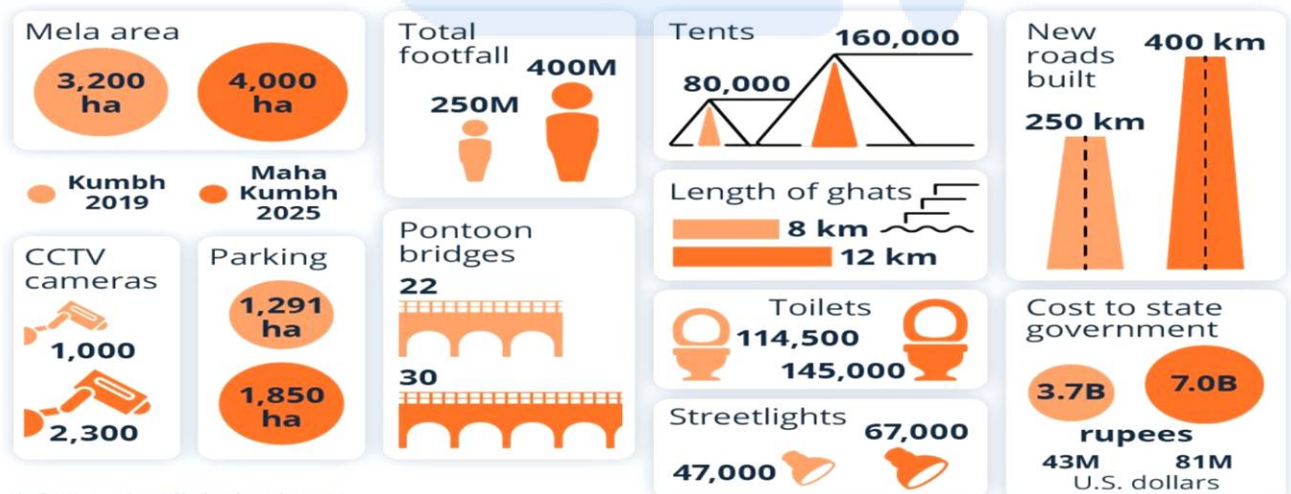 Mela area
3,200
ha
4,000
ha
Kumbh
2019
Maha
Kumbh
2025
Total
footfall
400M
250M
Tents
160,000
80,000
New
roads
built
400 km
250 km
CCTV
cameras
1,000
2,300
Parking
1,291
ha
1,850
ha
Pontoon
bridges
22
30
Length of ghats
8 km
12 km
Toilets
114,500
145,000
Streetlights
67,000
47,000
Cost to state
government
3.7B
7.0B
rupees
43M 81M
U.S. dollars